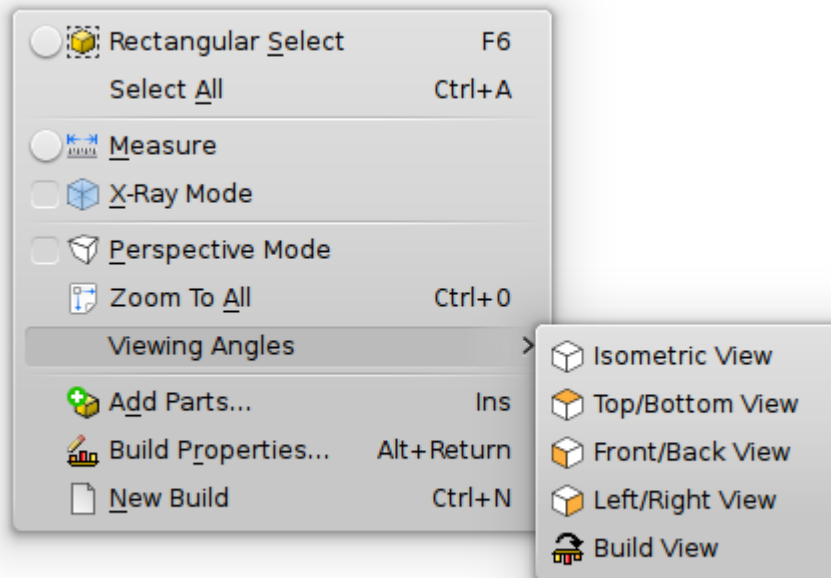 Rectangular Select F6
Select All Ctrl+A
Measure
X-Ray Mode
Perspective Mode
Zoom To All Ctrl+0
Viewing Angles
Add Parts... Ins
Build Properties... Alt+Return
New Build Ctrl+N
Isometric View
Top/Bottom View
Front/Back View
Left/Right View
Build View